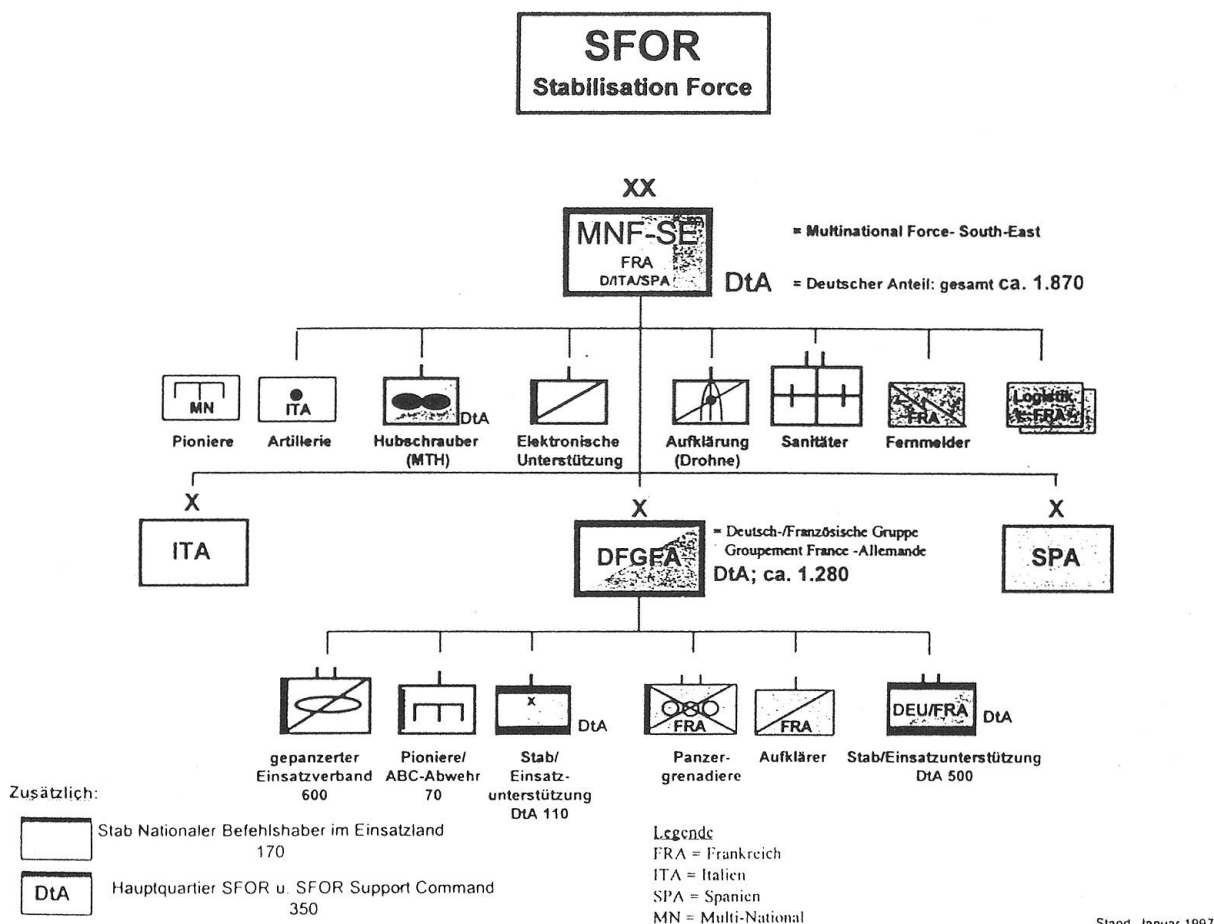 SFOR
Stabilisation Force
XX
MNF-SE
FRA
D/ITA/SPA
= Multinational Force- South-East
DtA = Deutscher Anteil: gesamt ca. 1.870
MN
Pioniere
ITA
Artillerie
DtA
Hubschrauber
(MTH)
Elektronische
Unterstützung
Aufklärung
(Drohne)
Sanitäter
FRA
Fernmelder
Logistik
FRA
X
ITA
X
DFGFA
= Deutsch-/Französische Gruppe
Groupement France -Allemande
DtA; ca. 1.280
X
SPA
gepanzerter
Einsatzverband
600
Pioniere/
ABC-Abwehr
70
x
DtA
Stab/
Einsatz-
unterstützung
DtA 110
FRA
Panzer-
grenadiere
FRA
Aufklärer
DEU/FRA
DtA
Stab/Einsatzunterstützung
DtA 500
Zusätzlich:
Stab Nationaler Befehlshaber im Einsatzland
170
DtA
Hauptquartier SFOR u. SFOR Support Command
350
Legende
FRA = Frankreich
ITA = Italien
SPA = Spanien
MN = Multi-National
Stand Januar 1997